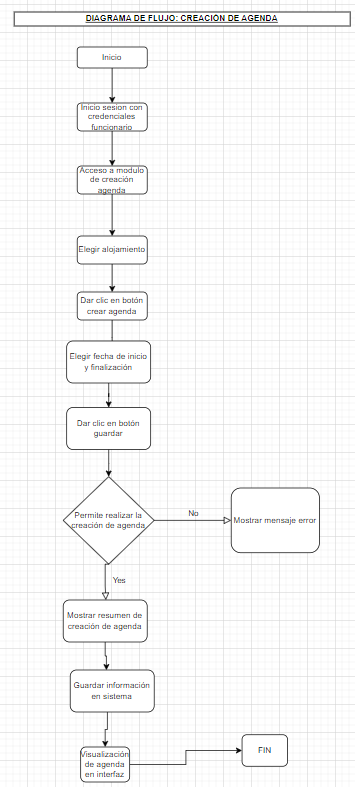 DIAGRAMA DE FLUJO: CREACION DE AGENDA
Inicio
Inicio sesion con
credenciales
funcionario
Acceso a modulo
de creación
agenda
Elegir alojamiento
Dar clic en botón
crear agenda
Elegir fecha de inicio
y finalización
Dar clic en botón
guardar
Permite realizar la
creación de agenda
No
Mostrar mensaje error
Yes
Mostrar resumen de
creación de agenda
Guardar información
en sistema
Visualización
de agenda
en interfaz
FIN